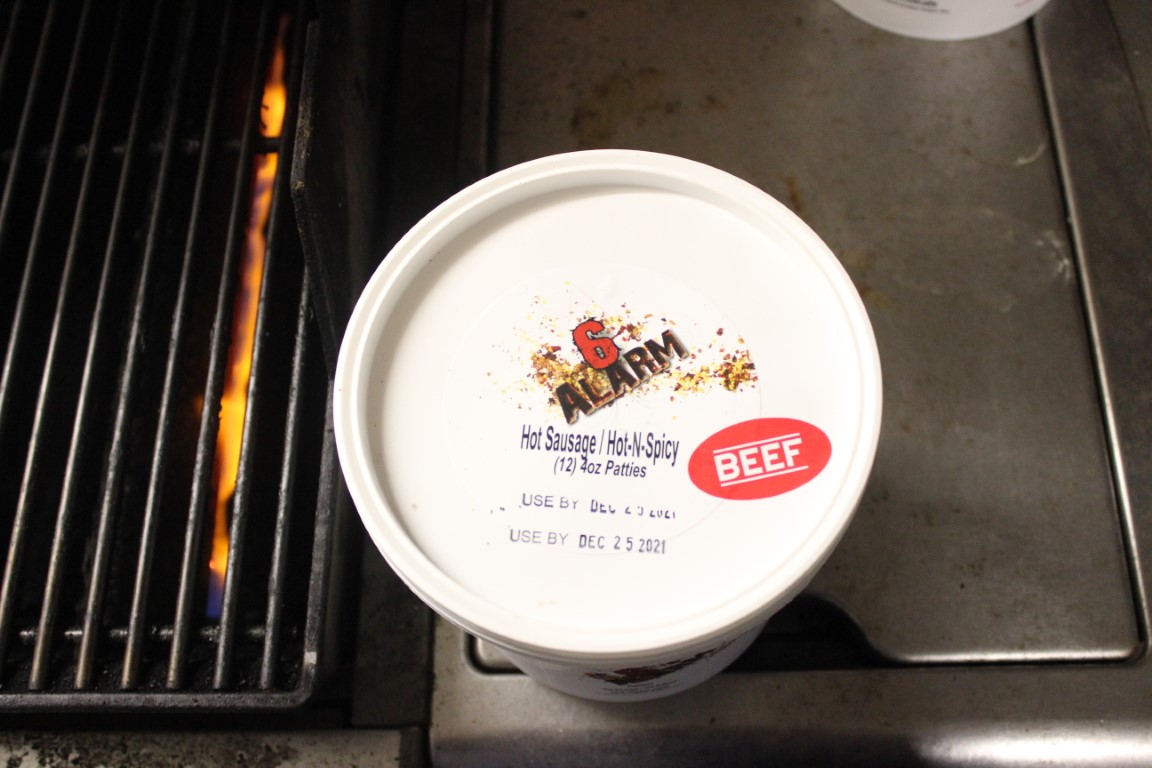 6
ALARM
Hot Sausage / Hot-N-Spicy
(12) 4oz Patties
BEEF
USE BY DEC 25 2021
USE BY DEC 25 2021